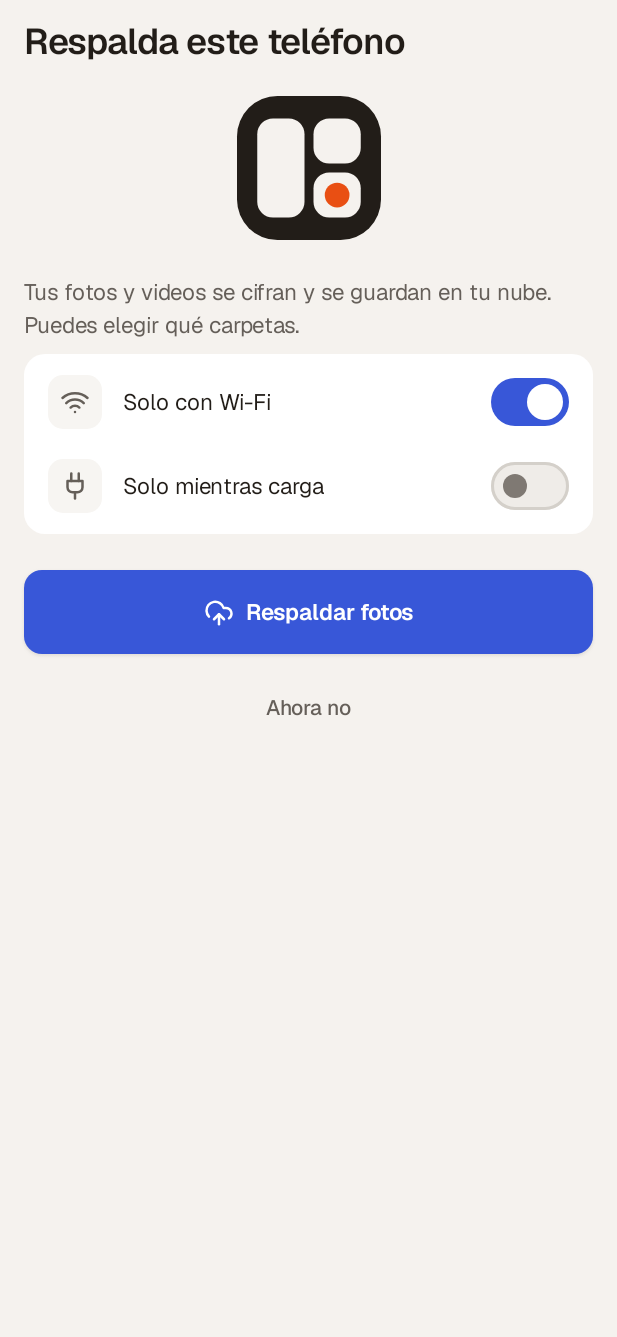 Respalda este teléfono
Tus fotos y videos se cifran y se guardan en tu nube.
Puedes elegir qué carpetas.
Solo con Wi-Fi
Solo mientras carga
Respaldar fotos
Ahora no